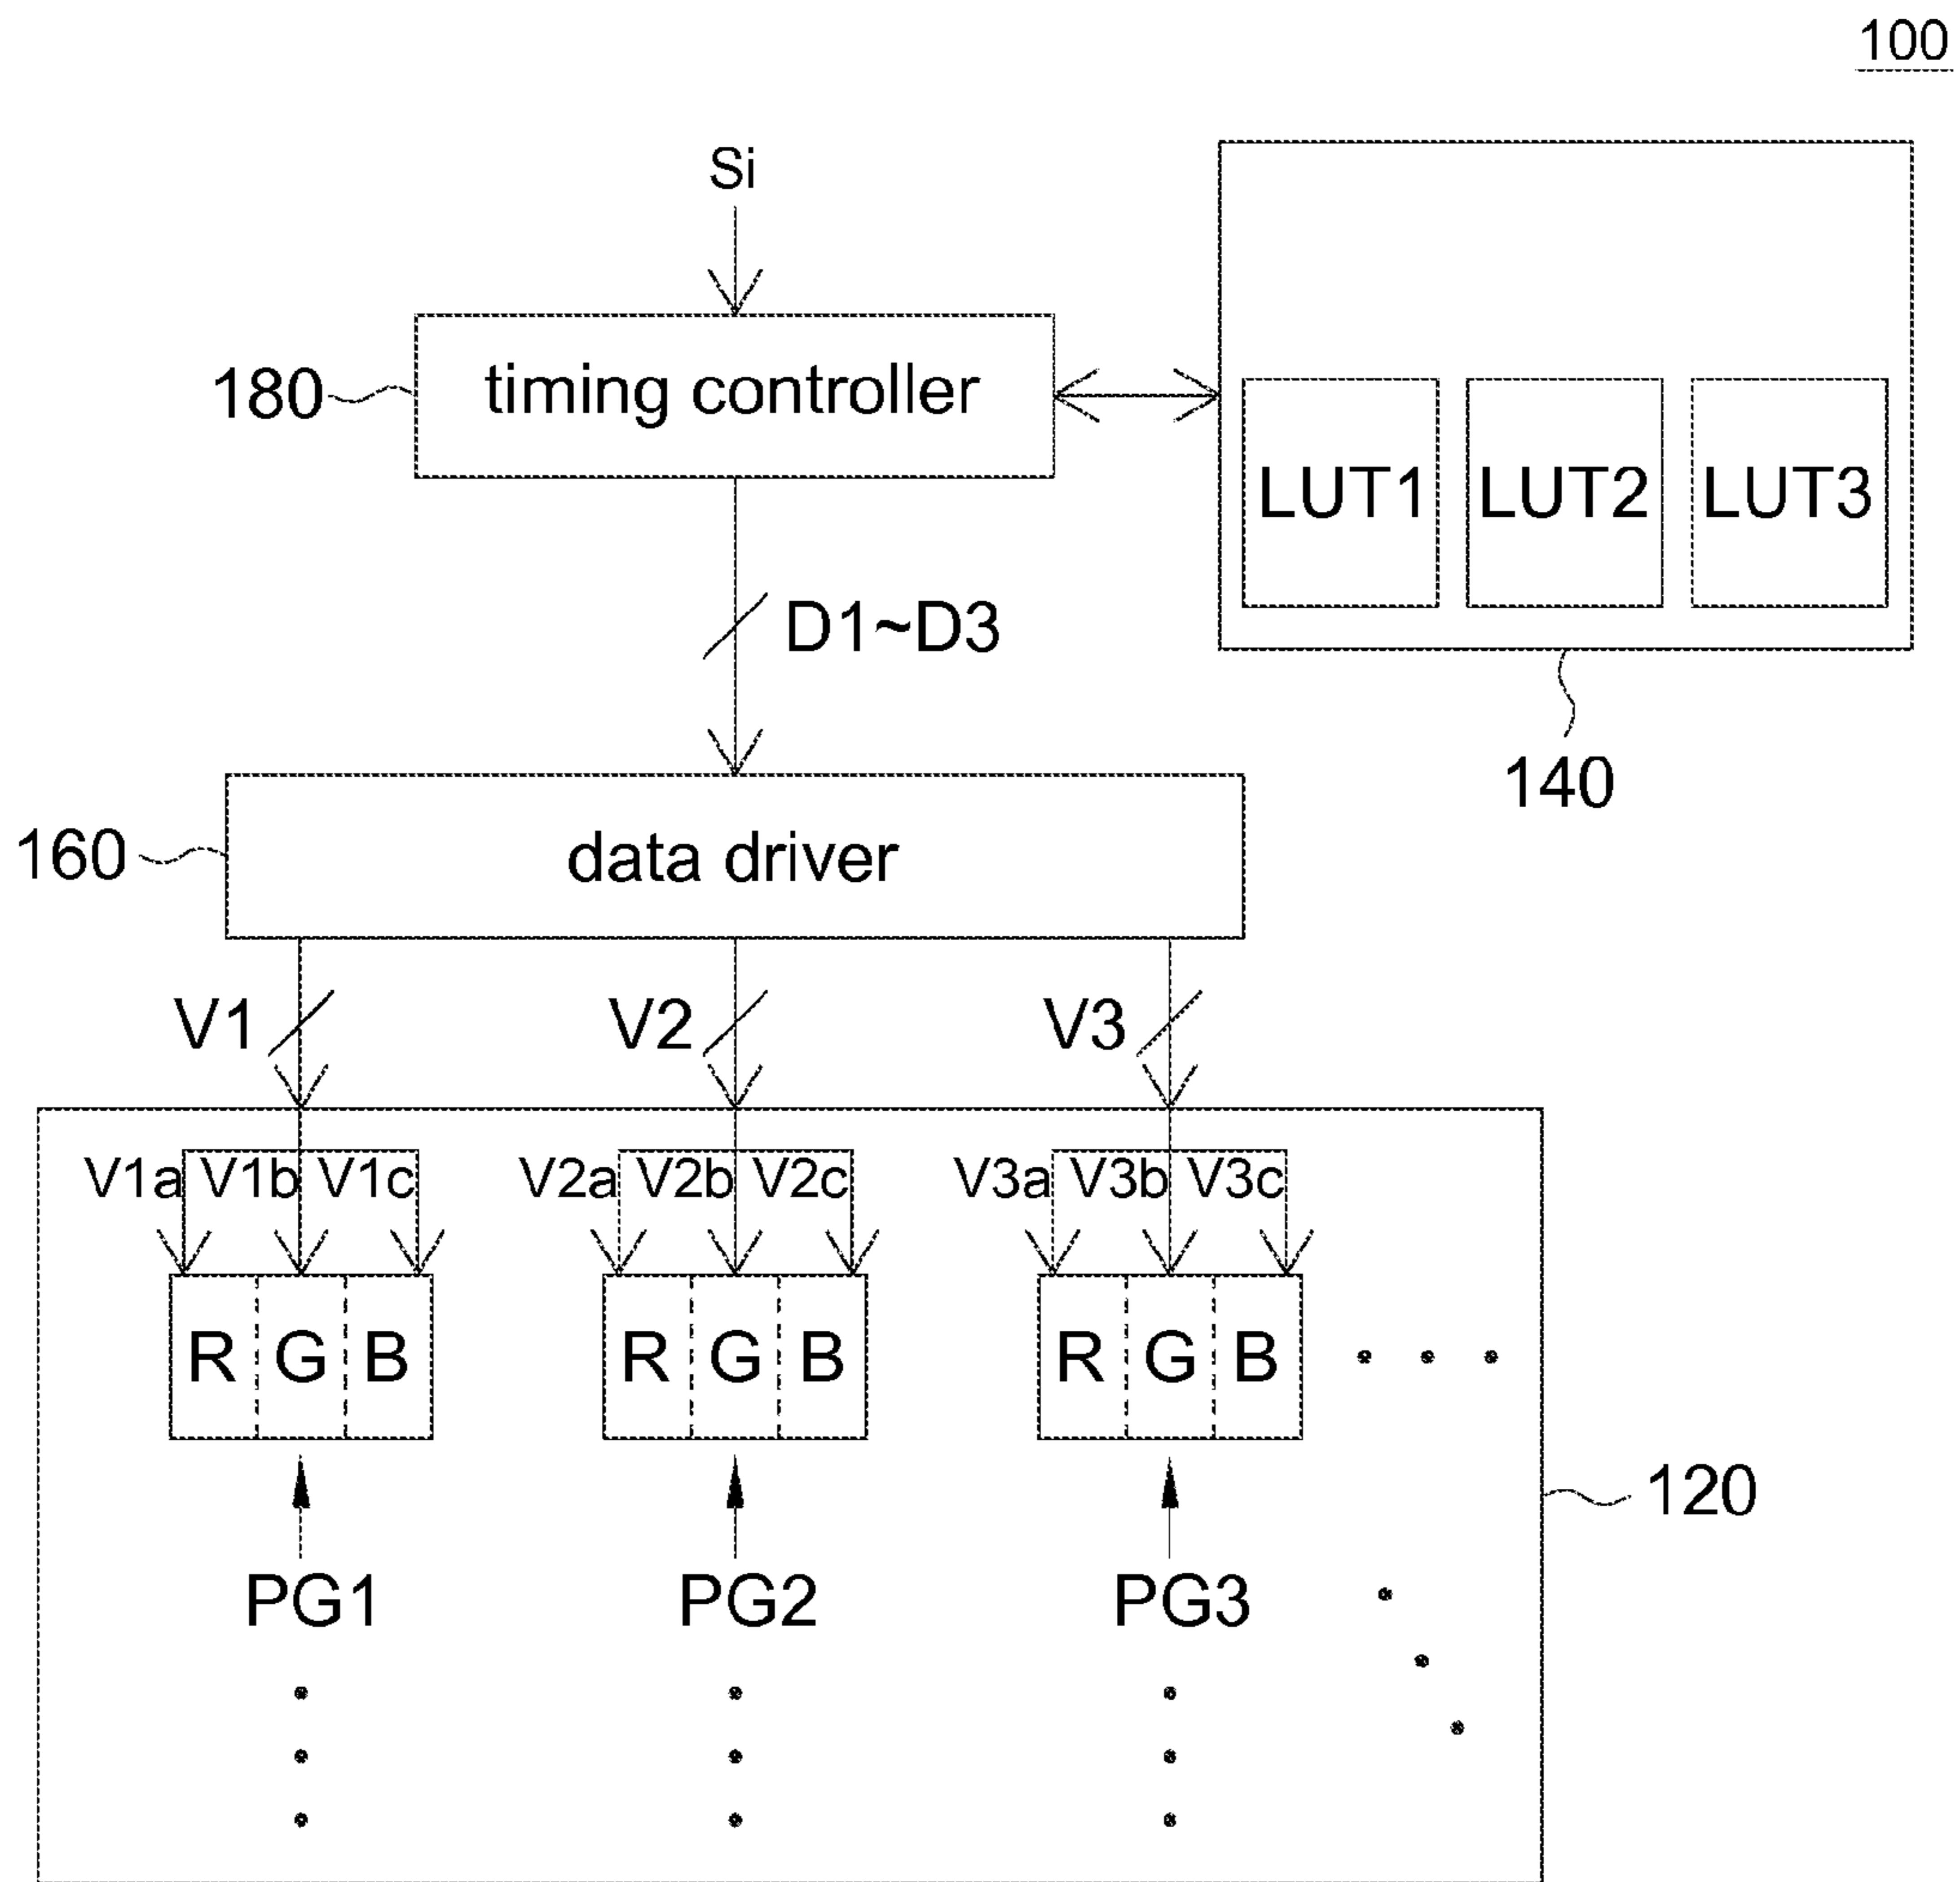 100
Si
180
timing controller
LUT1 LUT2 LUT3
D1~D3
140
160
data driver
V1 V2 V3
V1a V1b V1c V2a V2b V2c V3a V3b V3c
R G B R G B R G B
120
PG1 PG2 PG3